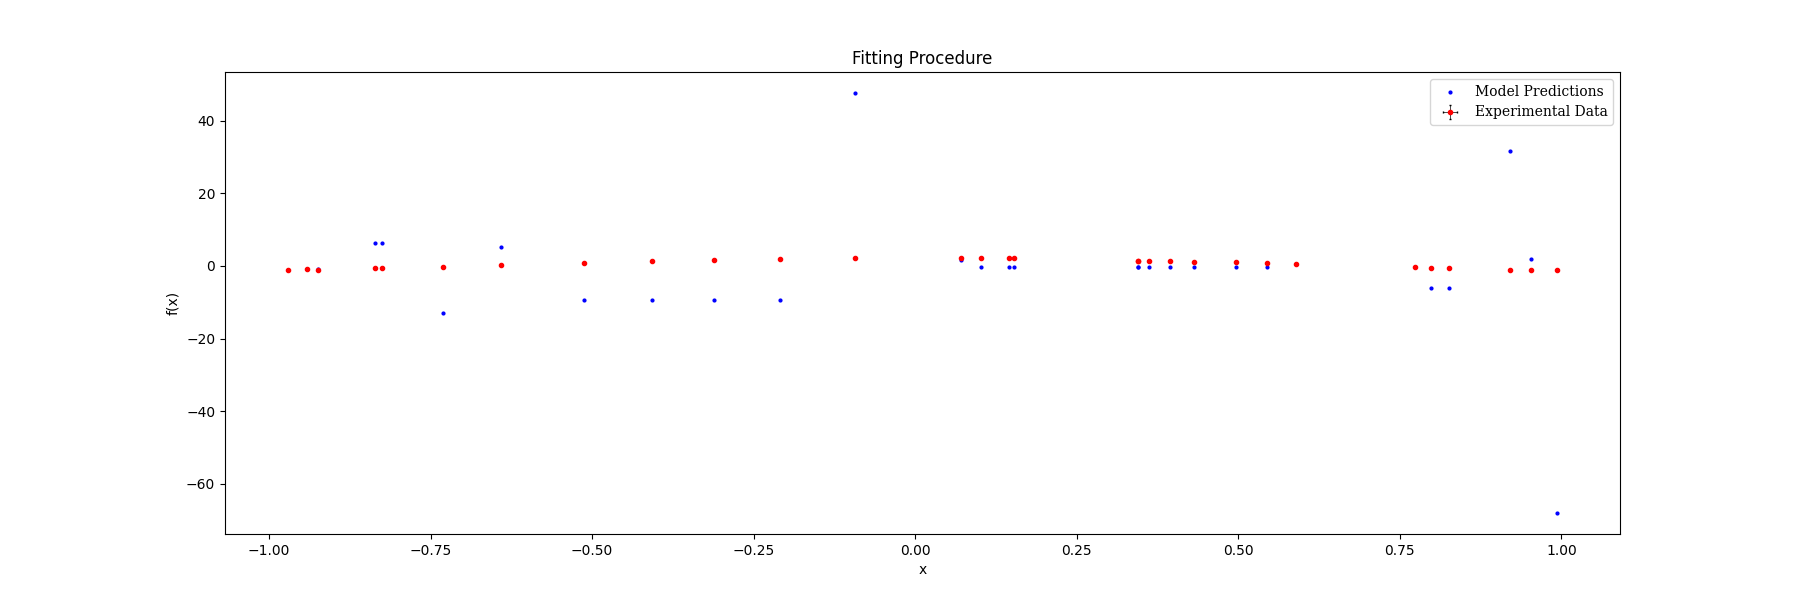 Fitting Procedure
Model Predictions
Experimental Data
f(x)
40
20
0
−20
−40
−60
−1.00 −0.75 −0.50 −0.25 0.00 0.25 0.50 0.75 1.00
x